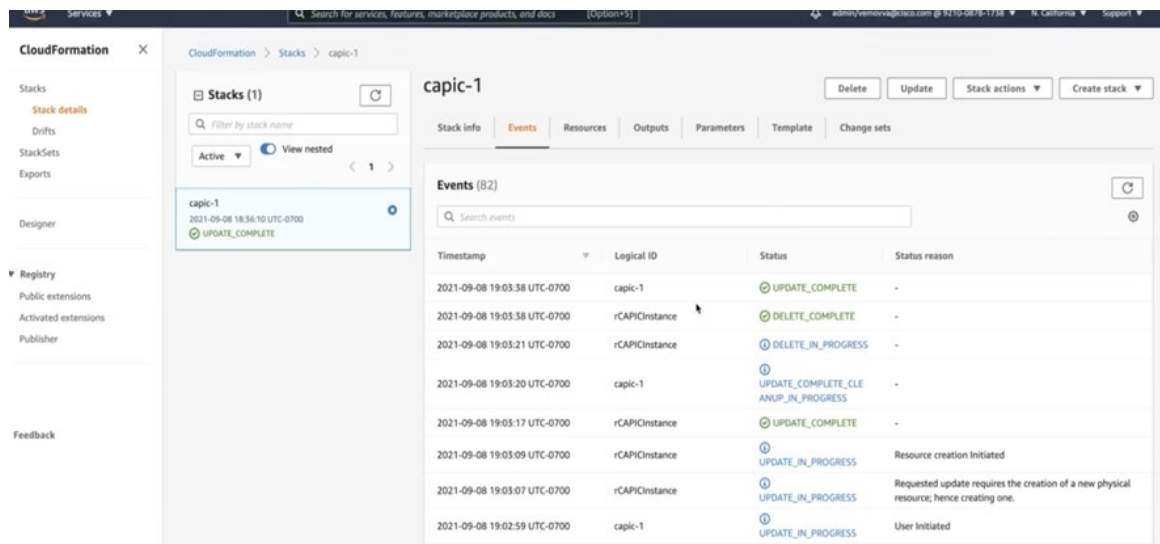 aws Services ▼ Search for services, features, marketplace products, and docs [Option+S] N. California ▼ Support ▼
CloudFormation ×
Stacks
Stack details
Drifts
StackSets
Exports
Designer
Registry
Public extensions
Activated extensions
Publisher
Feedback
CloudFormation > Stacks > capic-1
Stacks (1)
Filter by stack name
Active ▼ View nested
< 1 >
capic-1
2021-09-08 18:36:10 UTC-0700
UPDATE_COMPLETE
capic-1
Delete Update Stack actions ▼ Create stack ▼
Stack info Events Resources Outputs Parameters Template Change sets
Events (82)
Search events
Timestamp Logical ID Status Status reason
2021-09-08 19:03:38 UTC-0700 capic-1 UPDATE_COMPLETE -
2021-09-08 19:03:38 UTC-0700 rCAPICInstance DELETE_COMPLETE -
2021-09-08 19:03:21 UTC-0700 rCAPICInstance DELETE_IN_PROGRESS -
2021-09-08 19:03:20 UTC-0700 capic-1 UPDATE_COMPLETE_CLE
ANUP_IN_PROGRESS -
2021-09-08 19:03:17 UTC-0700 rCAPICInstance UPDATE_COMPLETE -
2021-09-08 19:03:09 UTC-0700 rCAPICInstance UPDATE_IN_PROGRESS Resource creation Initiated
2021-09-08 19:03:07 UTC-0700 rCAPICInstance UPDATE_IN_PROGRESS Requested update requires the creation of a new physical
resource; hence creating one.
2021-09-08 19:02:59 UTC-0700 capic-1 UPDATE_IN_PROGRESS User Initiated